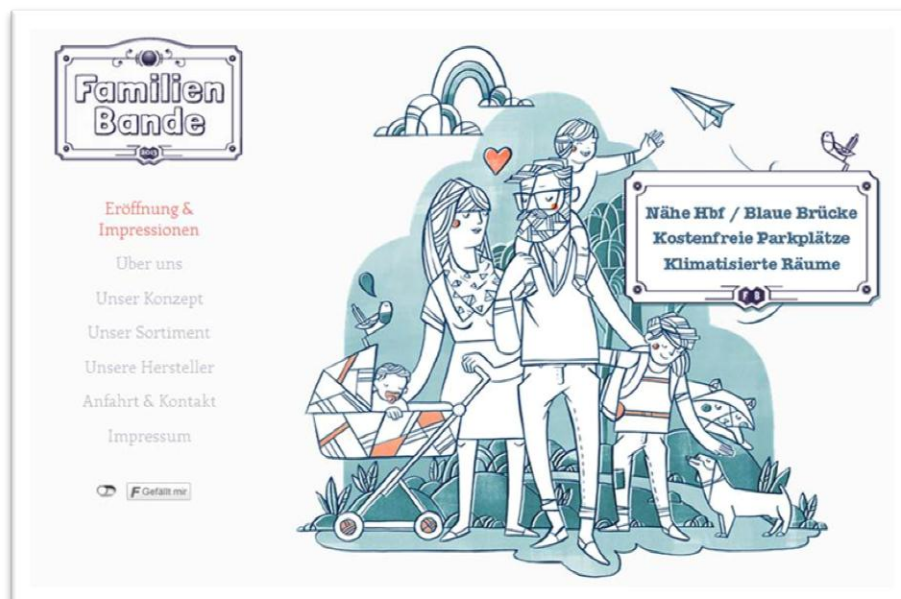 Familien
Bande
2013
Eröffnung &
Impressionen
Über uns
Unser Konzept
Unser Sortiment
Unsere Hersteller
Anfahrt & Kontakt
Impressum
F Gefällt mir
Nähe Hbf / Blaue Brücke
Kostenfreie Parkplätze
Klimatisierte Räume
F B